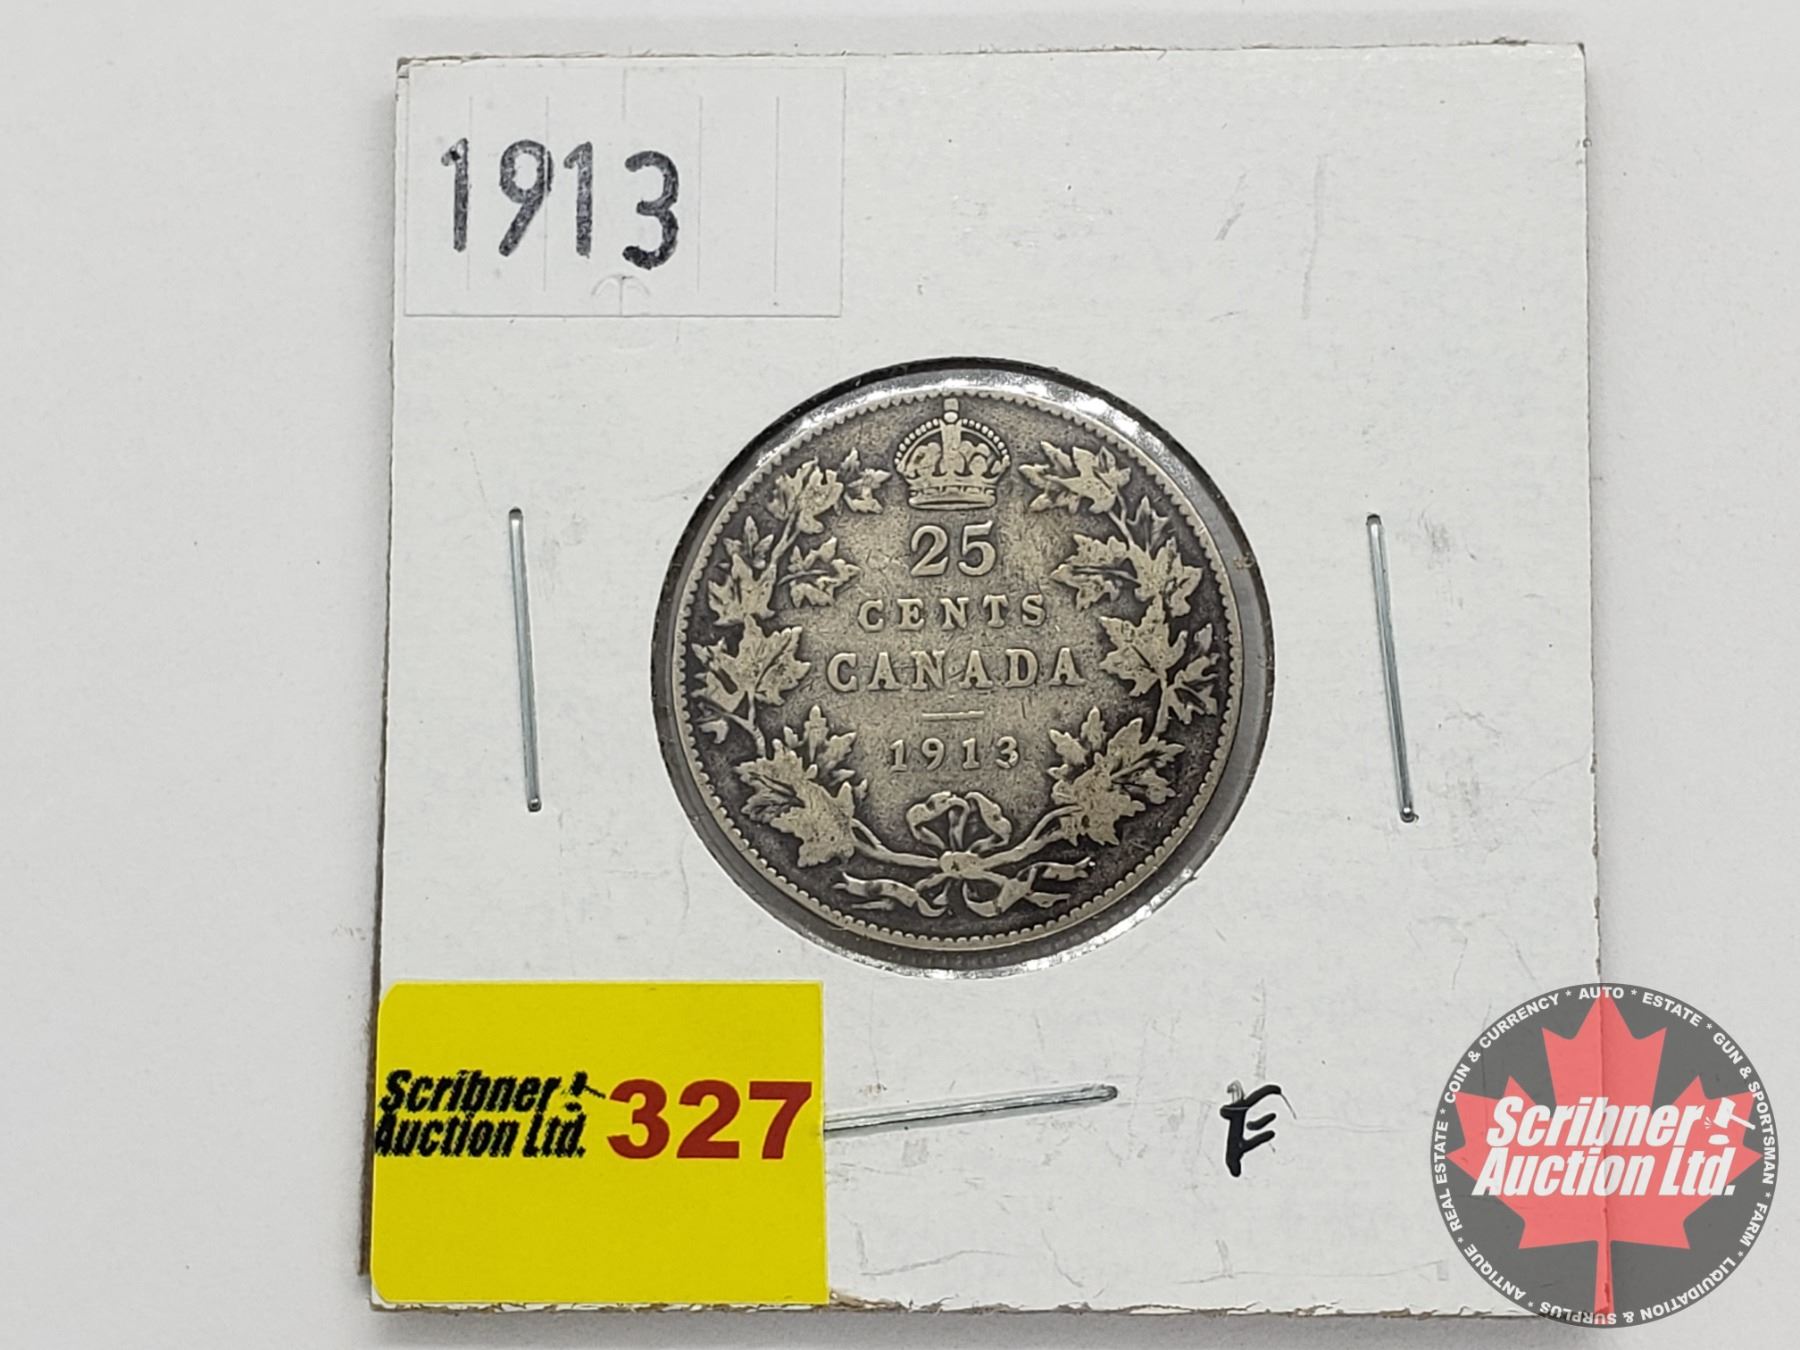 1913
25
CENTS
CANADA
1913
Scribner
Auction Ltd.
327
F
REAL ESTATE * COIN & CURRENCY * AUTO * ESTATE * GUN & SPORTSMAN * FARM * LIQUIDATION & SURPLUS * ANTIQUE *
Scribner
Auction Ltd.